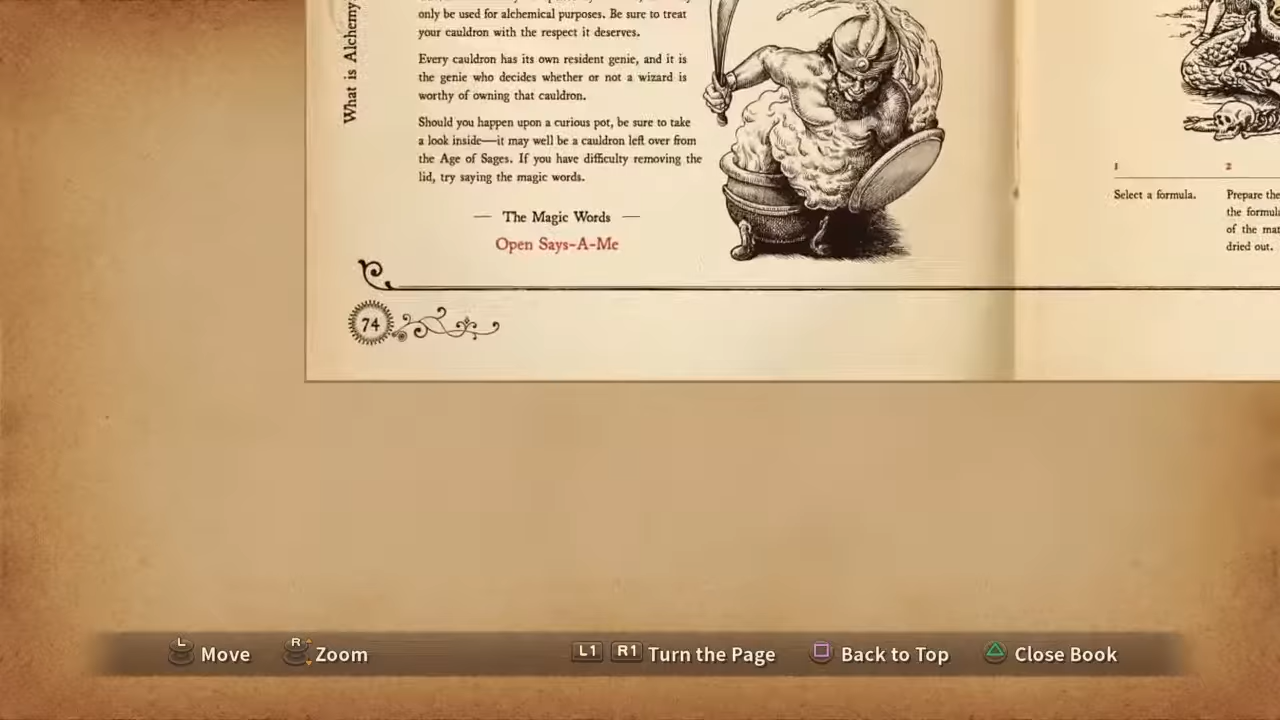 What is Alchemy
only be used for alchemical purposes. Be sure to treat
your cauldron with the respect it deserves.
Every cauldron has its own resident genie, and it is
the genie who decides whether or not a wizard is
worthy of owning that cauldron.
Should you happen upon a curious pot, be sure to take
a look inside—it may well be a cauldron left over from
the Age of Sages. If you have difficulty removing the
lid, try saying the magic words.
The Magic Words
Open Says-A-Me
74
1
Select a formula.
2
Prepare the
the formul
of the mat
dried out.
L Move
R Zoom
L1 R1 Turn the Page
Back to Top
Close Book